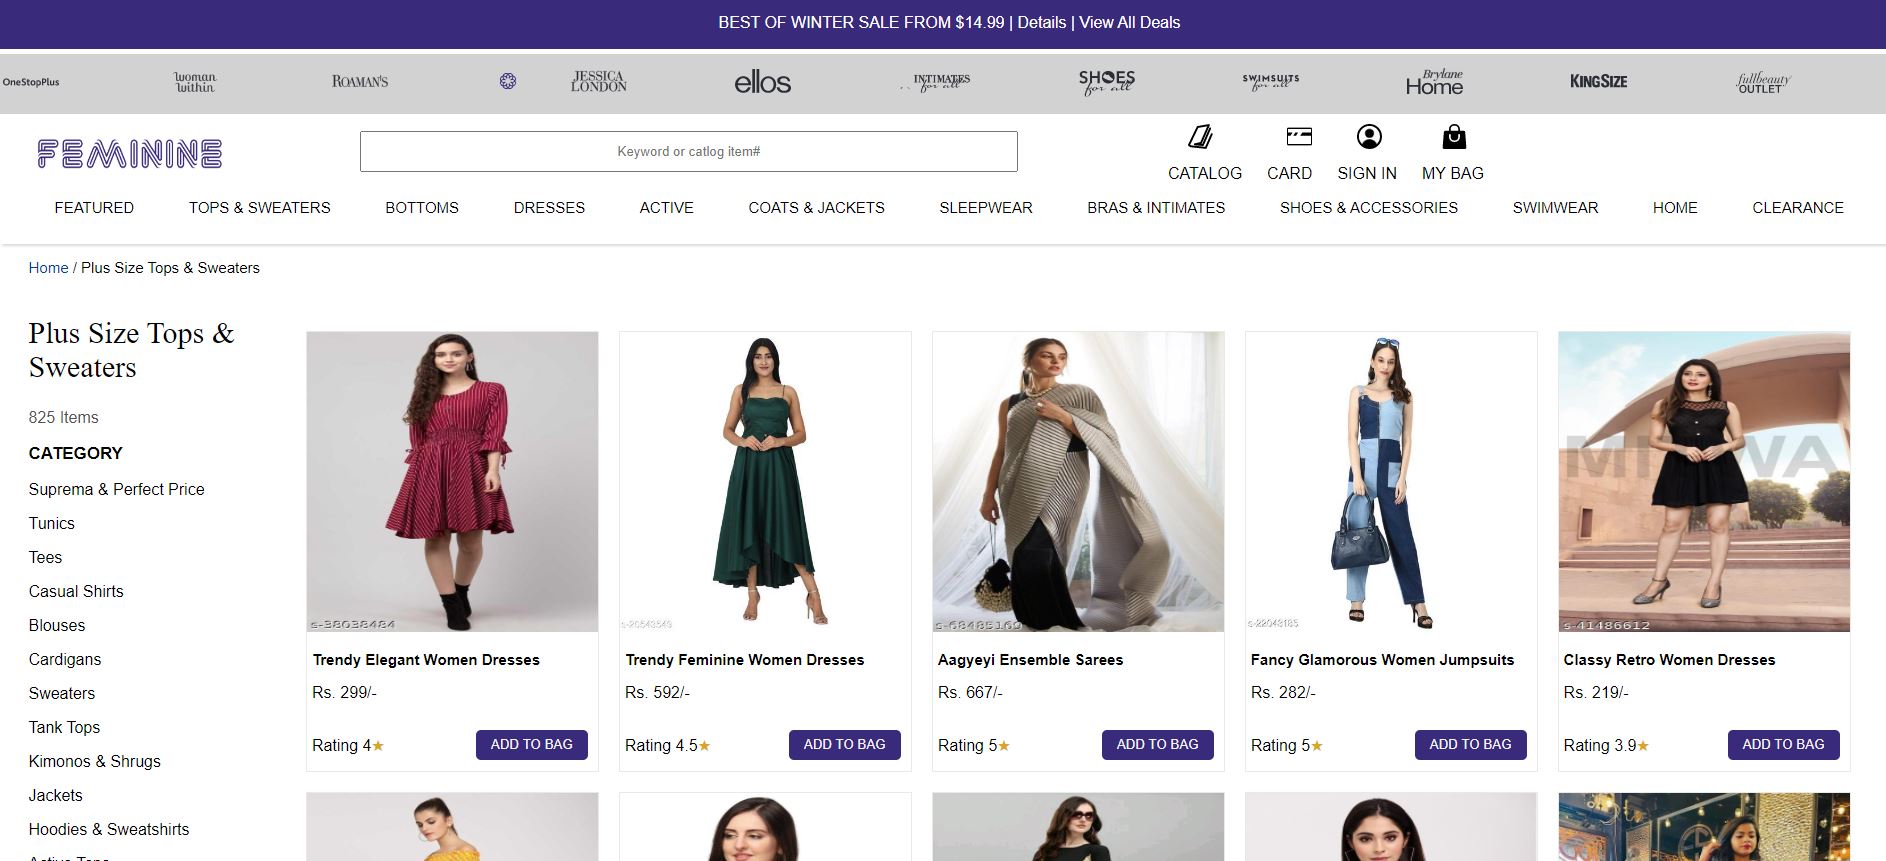 BEST OF WINTER SALE FROM $14.99 | Details | View All Deals
OneStopPlus
woman
within
ROAMAN'S
JESSICA
LONDON
ellos
INTIMATES
for all
SHOES
for all
SWIMSUITS
for all
Brylane
Home
KINGSIZE
fullbeauty
OUTLET
FEMININE
Keyword or catlog item#
CATALOG CARD SIGN IN MY BAG
FEATURED TOPS & SWEATERS BOTTOMS DRESSES ACTIVE COATS & JACKETS SLEEPWEAR BRAS & INTIMATES SHOES & ACCESSORIES SWIMWEAR HOME CLEARANCE
Home / Plus Size Tops & Sweaters
Plus Size Tops &
Sweaters
825 Items
CATEGORY
Suprema & Perfect Price
Tunics
Tees
Casual Shirts
Blouses
Cardigans
Sweaters
Tank Tops
Kimonos & Shrugs
Jackets
Hoodies & Sweatshirts
s-38038484
Trendy Elegant Women Dresses
Rs. 299/-
Rating 4★
ADD TO BAG
Trendy Feminine Women Dresses
Rs. 592/-
Rating 4.5★
ADD TO BAG
s-68485160
Aagyeyi Ensemble Sarees
Rs. 667/-
Rating 5★
ADD TO BAG
Fancy Glamorous Women Jumpsuits
Rs. 282/-
Rating 5★
ADD TO BAG
s-41486612
Classy Retro Women Dresses
Rs. 219/-
Rating 3.9★
ADD TO BAG